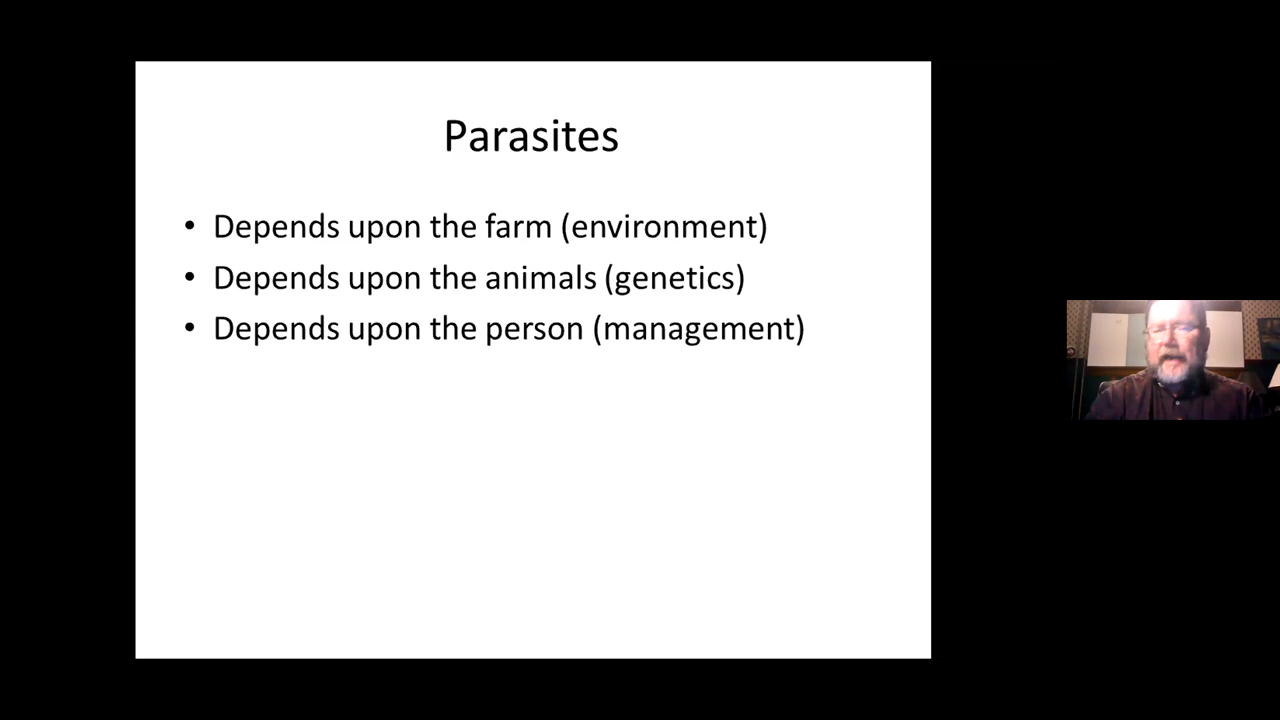 Parasites
• Depends upon the farm (environment)
• Depends upon the animals (genetics)
• Depends upon the person (management)